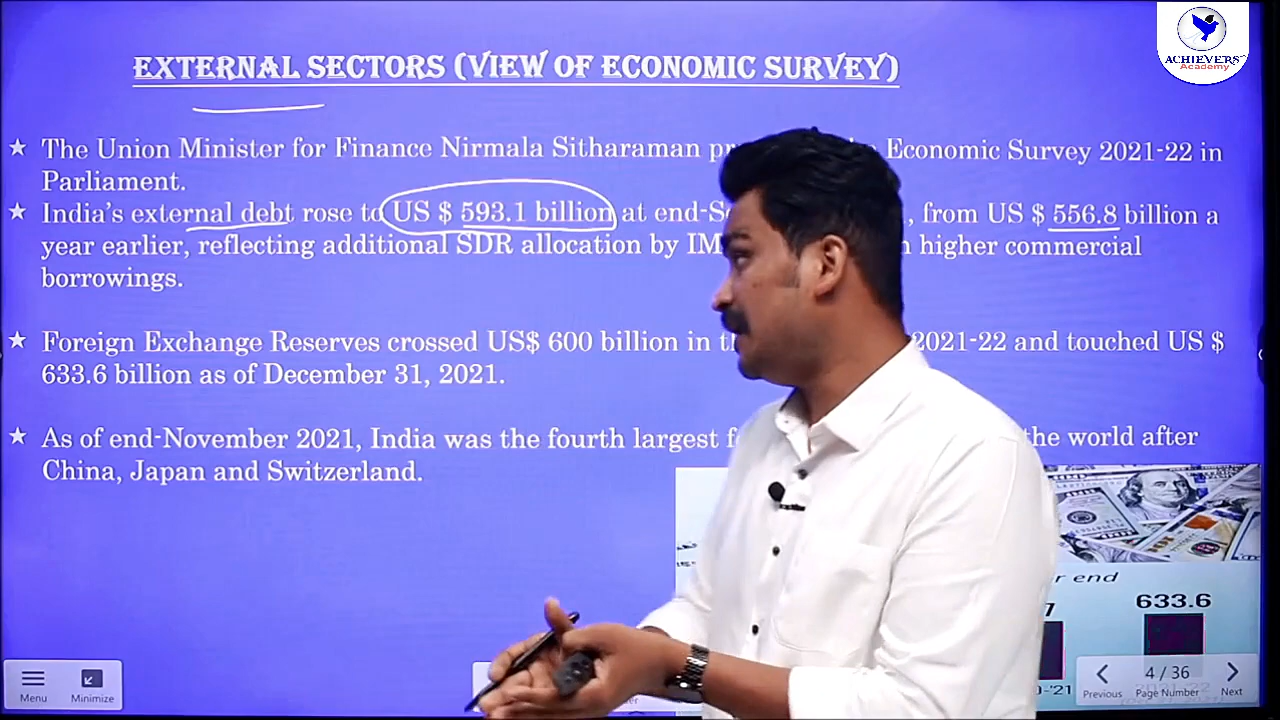 ACHIEVERS
Academy
EXTERNAL SECTORS (VIEW OF ECONOMIC SURVEY)
The Union Minister for Finance Nirmala Sitharaman Economic Survey 2021-22 in
Parliament.
India's external debt rose to US $ 593.1 billion at , from US $ 556.8 billion a
year earlier, reflecting additional SDR allocation by higher commercial
borrowings.
Foreign Exchange Reserves crossed US$ 600 billion in 2021-22 and touched US $
633.6 billion as of December 31, 2021.
As of end-November 2021, India was the fourth largest the world after
China, Japan and Switzerland.
end
633.6
Menu
Minimize
Previous
4 / 36
Page Number
Next